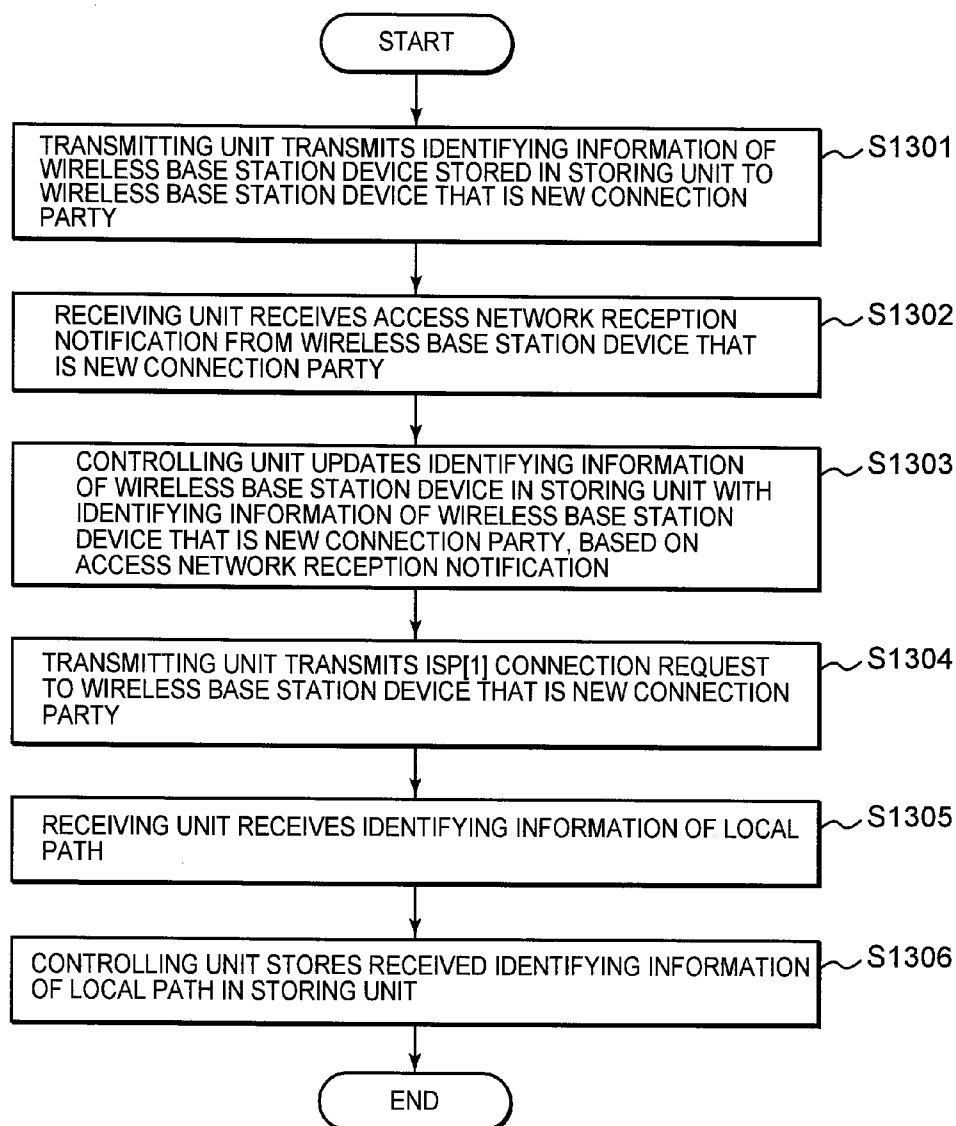 START
TRANSMITTING UNIT TRANSMITS IDENTIFYING INFORMATION OF
WIRELESS BASE STATION DEVICE STORED IN STORING UNIT TO
WIRELESS BASE STATION DEVICE THAT IS NEW CONNECTION
PARTY
S1301
RECEIVING UNIT RECEIVES ACCESS NETWORK RECEPTION
NOTIFICATION FROM WIRELESS BASE STATION DEVICE THAT
IS NEW CONNECTION PARTY
S1302
CONTROLLING UNIT UPDATES IDENTIFYING INFORMATION
OF WIRELESS BASE STATION DEVICE IN STORING UNIT WITH
IDENTIFYING INFORMATION OF WIRELESS BASE STATION
DEVICE THAT IS NEW CONNECTION PARTY, BASED ON
ACCESS NETWORK RECEPTION NOTIFICATION
S1303
TRANSMITTING UNIT TRANSMITS ISP[1] CONNECTION REQUEST
TO WIRELESS BASE STATION DEVICE THAT IS NEW CONNECTION
PARTY
S1304
RECEIVING UNIT RECEIVES IDENTIFYING INFORMATION OF LOCAL
PATH
S1305
CONTROLLING UNIT STORES RECEIVED IDENTIFYING INFORMATION
OF LOCAL PATH IN STORING UNIT
S1306
END